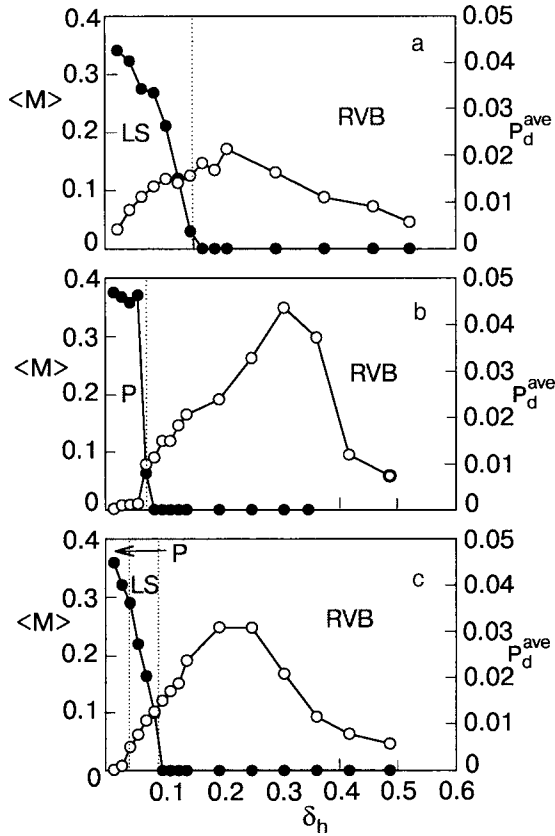 0.4 a 0.05
0.3 0.04
<M> LS RVB 0.03 P_d^ave
0.2 0.02
0.1 0.01
0 0
0.4 b 0.05
0.3 0.04
<M> P RVB 0.03 P_d^ave
0.2 0.02
0.1 0.01
0 0
0.4 P c 0.05
0.3 LS 0.04
<M> RVB 0.03 P_d^ave
0.2 0.02
0.1 0.01
0 0
0.1 0.2 0.3 0.4 0.5 0.6
δ_h